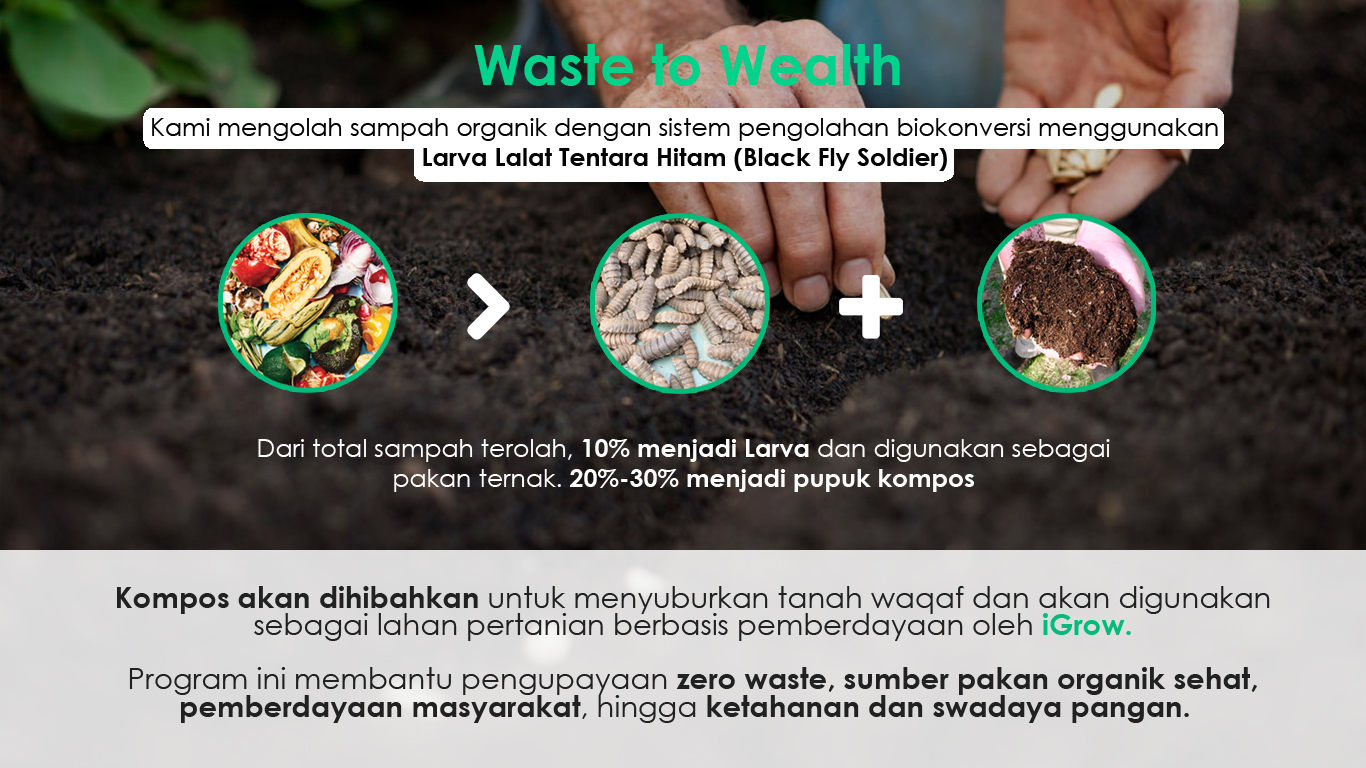 Waste to Wealth
Kami mengolah sampah organik dengan sistem pengolahan biokonversi menggunakan
Larva Lalat Tentara Hitam (Black Fly Soldier)
Dari total sampah terolah, 10% menjadi Larva dan digunakan sebagai
pakan ternak. 20%-30% menjadi pupuk kompos
Kompos akan dihibahkan untuk menyuburkan tanah waqaf dan akan digunakan
sebagai lahan pertanian berbasis pemberdayaan oleh iGrow.
Program ini membantu pengupayaan zero waste, sumber pakan organik sehat,
pemberdayaan masyarakat, hingga ketahanan dan swadaya pangan.